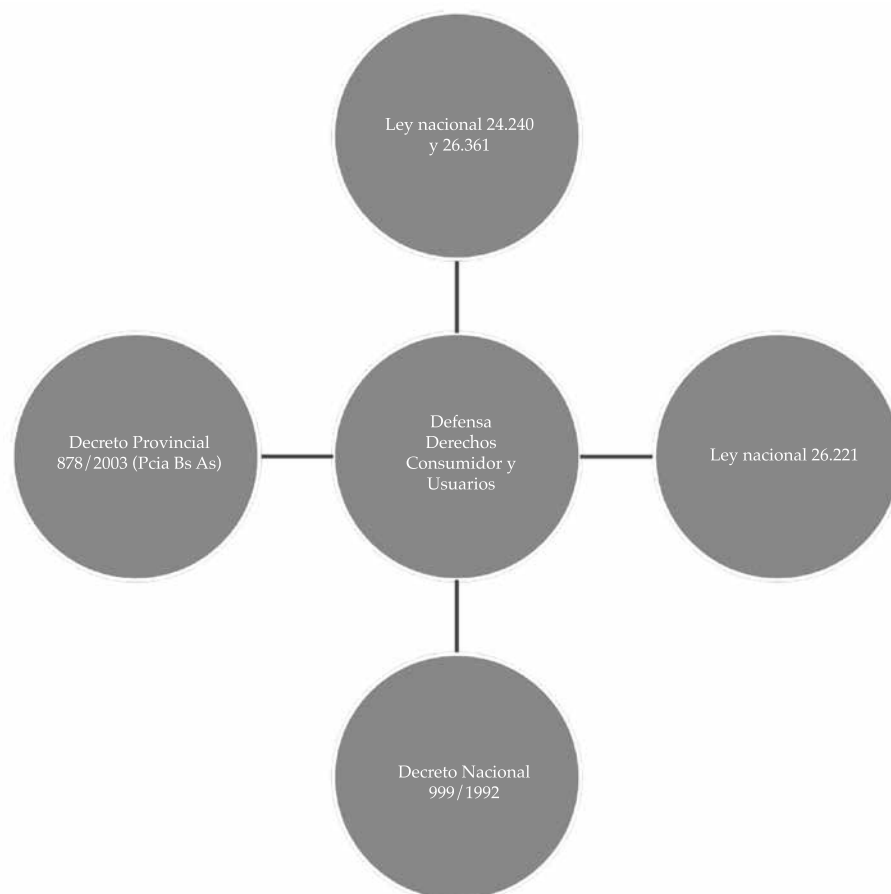 Ley nacional 24.240
y 26.361
Decreto Provincial
878/2003 (Pcia Bs As)
Defensa
Derechos
Consumidor y
Usuarios
Ley nacional 26.221
Decreto Nacional
999/1992